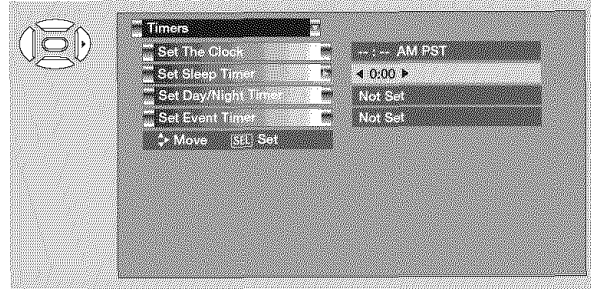 Timers
Set The Clock -- : -- AM PST
Set Sleep Timer ◀ 0:00 ▶
Set Day/Night Timer Not Set
Set Event Timer Not Set
Move SEL Set